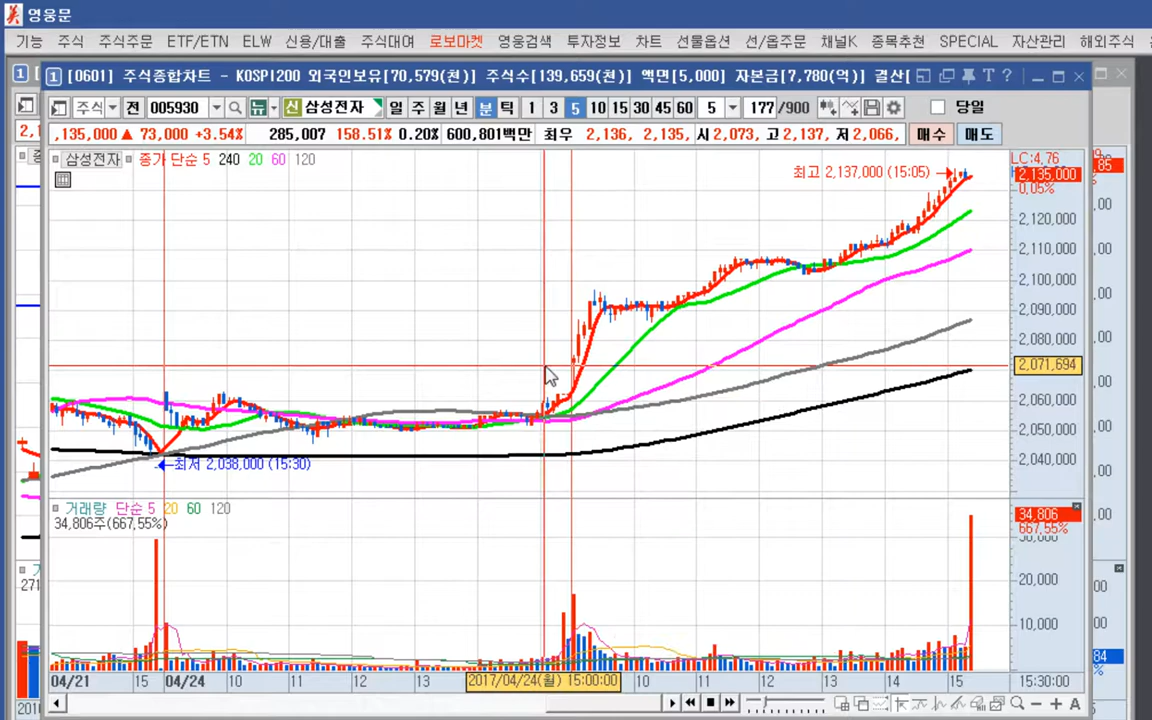 영웅문
기능 주식 주식주문 ETF/ETN ELW 신용/대출 주식대여 로보마켓 영웅검색 투자정보 차트 선물옵션 선/옵주문 채널K 종목추천 SPECIAL 자산관리 해외주식
1 [0601] 주식종합차트 - KOSPI200 외국인보유[70,579(천)] 주식수[139,659(천)] 액면[5,000] 자본금[7,780(억)] 결산[
주식 전 005930 뉴 신 삼성전자 일 주 월 년 분 틱 1 3 5 10 15 30 45 60 5 177 /900 당일
,135,000 ▲ 73,000 +3.54% 285,007 158.51% 0.20% 600,801백만 최우 2,136, 2,135, 시 2,073, 고 2,137, 저 2,066, 매수 매도
삼성전자 종가 단순 5 240 20 60 120
LC:4,76
최고 2,137,000 (15:05)
2,135,000
0,05%
2,120,000
2,110,000
2,100,000
2,090,000
2,080,000
2,071,694
2,060,000
2,050,000
2,040,000
최저 2,038,000 (15:30)
거래량 단순 5 20 60 120
34,806주(667,55%)
34,806
667,55%
30,000
20,000
10,000
04/21 15 04/24 10 11 12 13 2017/04/24(월) 15:00:00 10 11 12 13 14 15 15:30:00